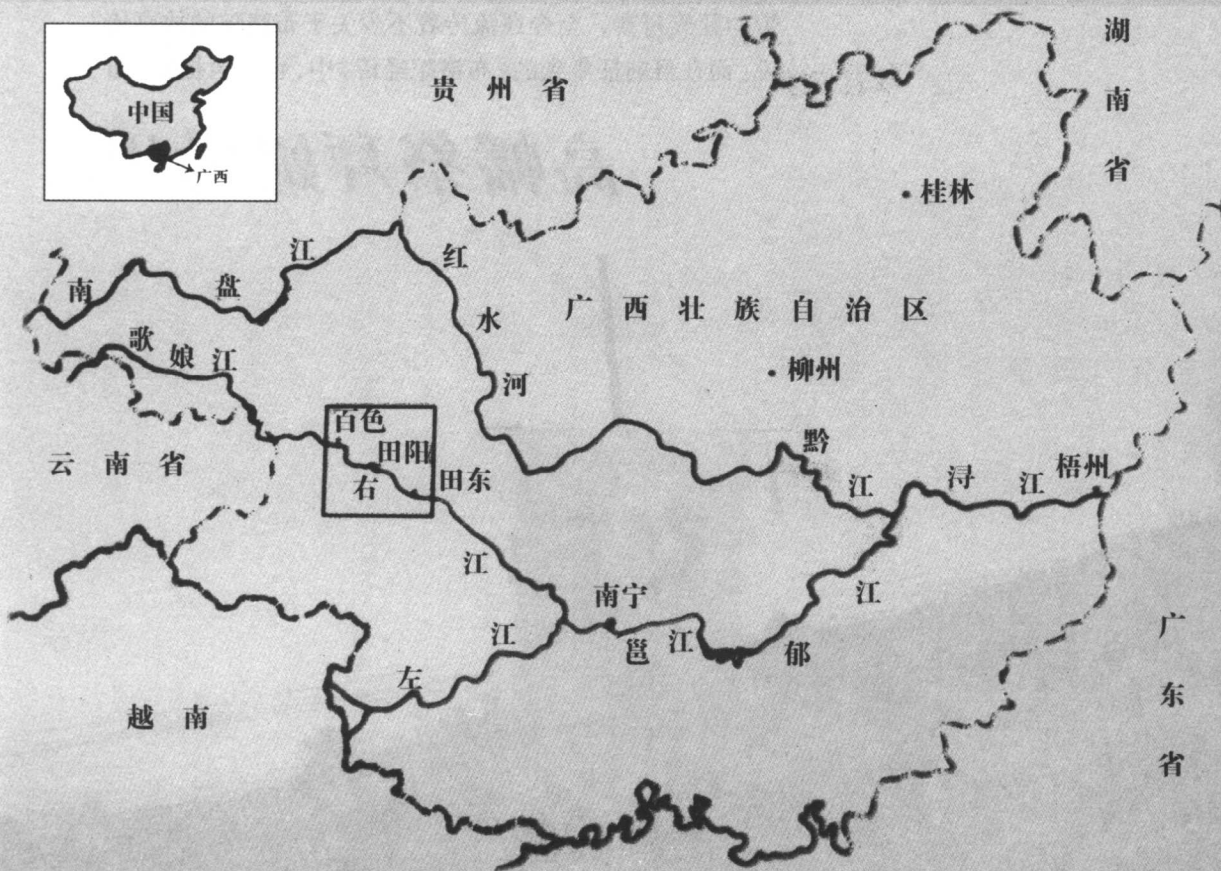 中国
广西
贵州省
湖南省
桂林
南盘江
红水河
广西壮族自治区
歌娘江
柳州
百色
田阳
田东
右江
云南省
黔江
浔江
梧州
南宁
邕江
郁江
左江
越南
广东省